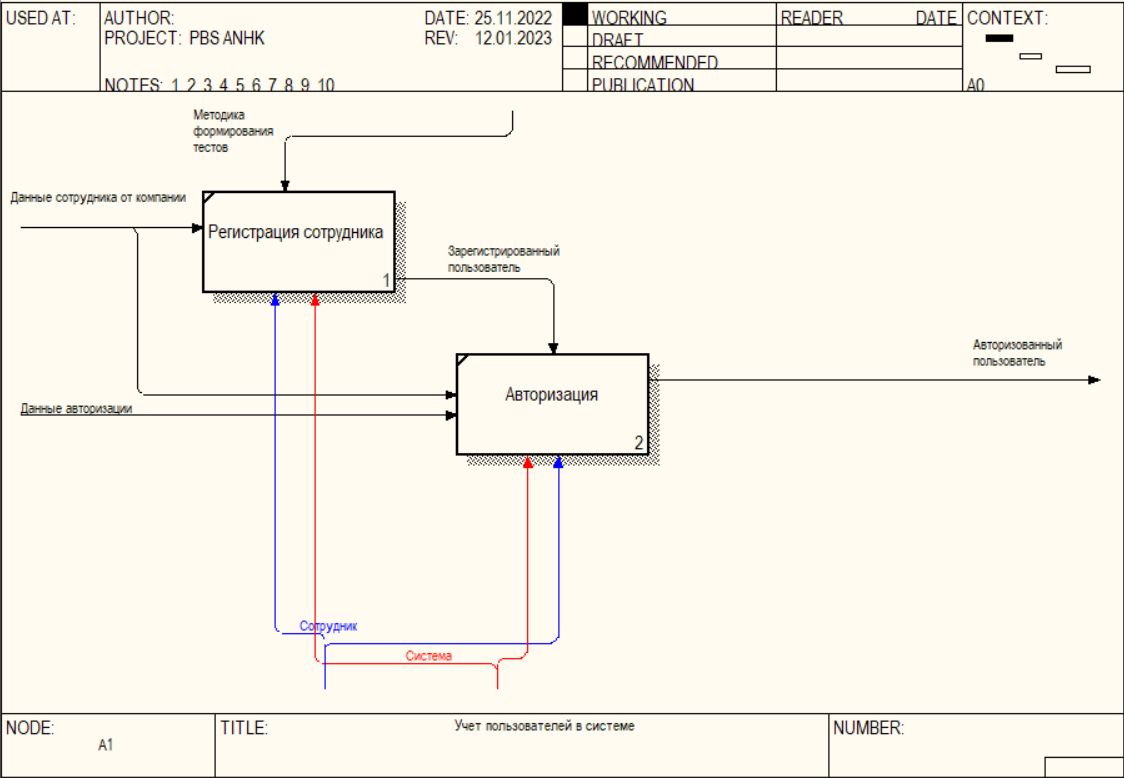 USED AT:
AUTHOR:
DATE: 25.11.2022
PROJECT: PBS ANHK
REV: 12.01.2023
NOTES: 1 2 3 4 5 6 7 8 9 10
WORKING
DRAFT
RECOMMENDED
PUBLICATION
READER
DATE
CONTEXT:
A0
Методика
формирования
тестов
Данные сотрудника от компании
Регистрация сотрудника
1
Зарегистрированный
пользователь
Авторизованный
пользователь
Авторизация
2
Данные авторизации
Сотрудник
Система
NODE:
A1
TITLE:
Учет пользователей в системе
NUMBER: